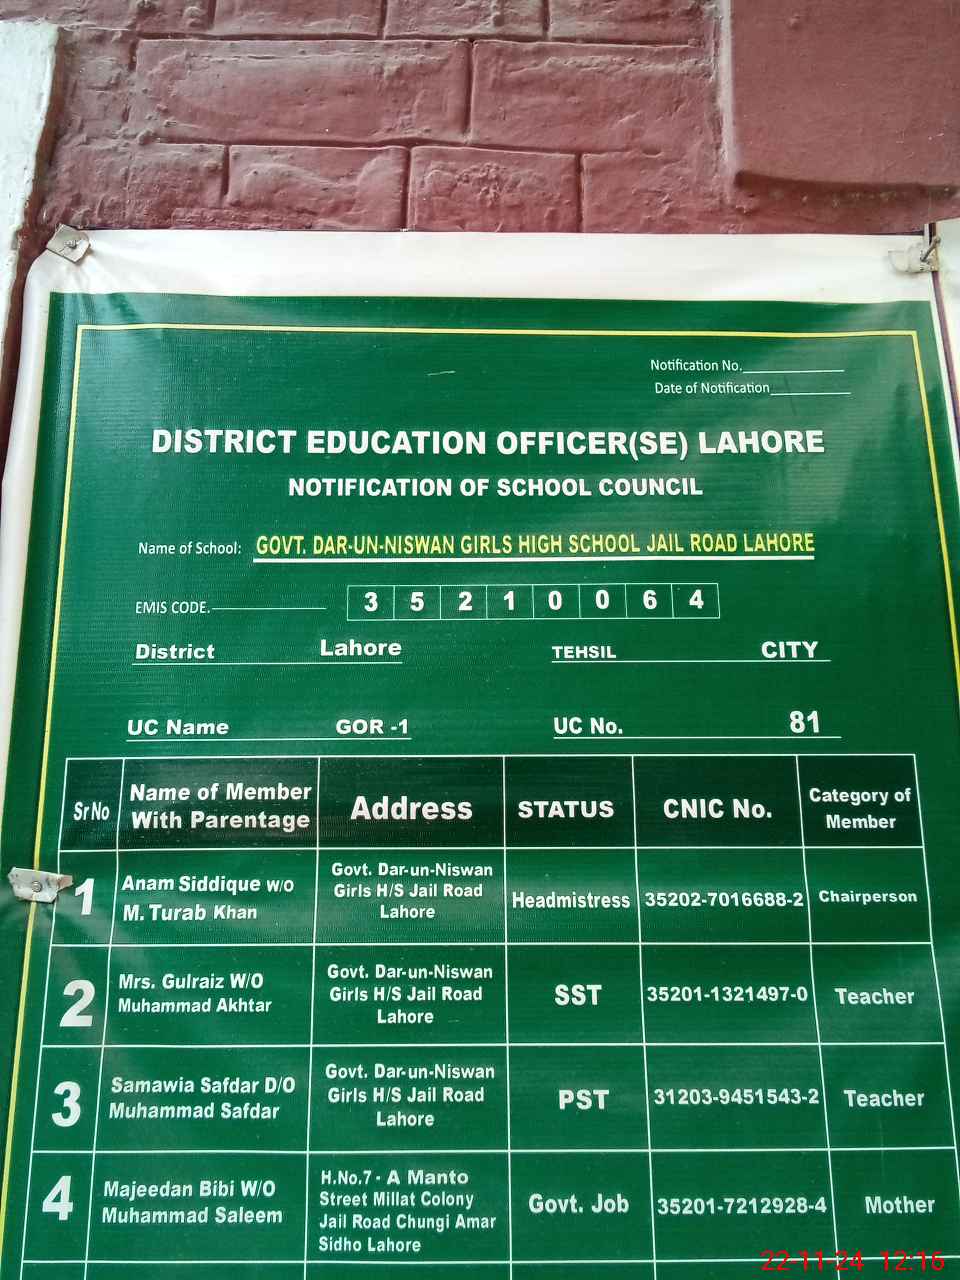 Notification No.
Date of Notification
DISTRICT EDUCATION OFFICER(SE) LAHORE
NOTIFICATION OF SCHOOL COUNCIL
Name of School: GOVT. DAR-UN-NISWAN GIRLS HIGH SCHOOL JAIL ROAD LAHORE
EMIS CODE. 3 5 2 1 0 0 6 4
District Lahore TEHSIL CITY
UC Name GOR -1 UC No. 81
Sr No Name of Member With Parentage Address STATUS CNIC No. Category of Member
1 Anam Siddique W/O M. Turab Khan Govt. Dar-un-Niswan Girls H/S Jail Road Lahore Headmistress 35202-7016688-2 Chairperson
2 Mrs. Gulraiz W/O Muhammad Akhtar Govt. Dar-un-Niswan Girls H/S Jail Road Lahore SST 35201-1321497-0 Teacher
3 Samawia Safdar D/O Muhammad Safdar Govt. Dar-un-Niswan Girls H/S Jail Road Lahore PST 31203-9451543-2 Teacher
4 Majeedan Bibi W/O Muhammad Saleem H.No.7 - A Manto Street Millat Colony Jail Road Chungi Amar Sidho Lahore Govt. Job 35201-7212928-4 Mother
22-11-24 12:16